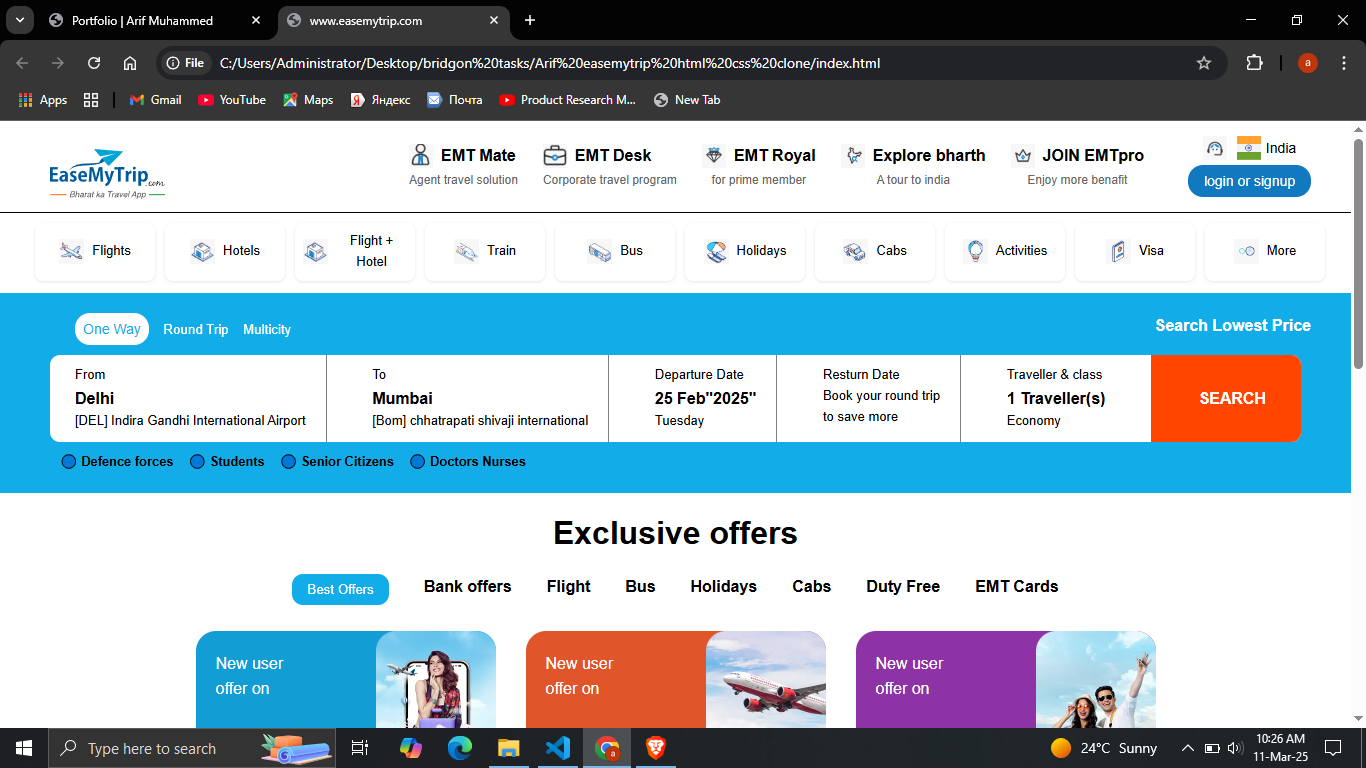 Portfolio | Arif Muhammed
www.easemytrip.com
File
C:/Users/Administrator/Desktop/bridgon%20tasks/Arif%20easemytrip%20html%20css%20clone/index.html
a
Apps
Gmail
YouTube
Maps
Яндекс
Почта
Product Research M...
New Tab
EaseMyTrip.com
Bharat ka Travel App
EMT Mate
Agent travel solution
EMT Desk
Corporate travel program
EMT Royal
for prime member
Explore bharth
A tour to india
JOIN EMTpro
Enjoy more benafit
India
login or signup
Flights
Hotels
Flight +
Hotel
Train
Bus
Holidays
Cabs
Activities
Visa
More
One Way
Round Trip
Multicity
Search Lowest Price
From
Delhi
[DEL] Indira Gandhi International Airport
To
Mumbai
[Bom] chhatrapati shivaji international
Departure Date
25 Feb"2025"
Tuesday
Resturn Date
Book your round trip
to save more
Traveller & class
1 Traveller(s)
Economy
SEARCH
Defence forces
Students
Senior Citizens
Doctors Nurses
Exclusive offers
Best Offers
Bank offers
Flight
Bus
Holidays
Cabs
Duty Free
EMT Cards
New user
offer on
New user
offer on
New user
offer on
Type here to search
a
24°C Sunny
10:26 AM
11-Mar-25